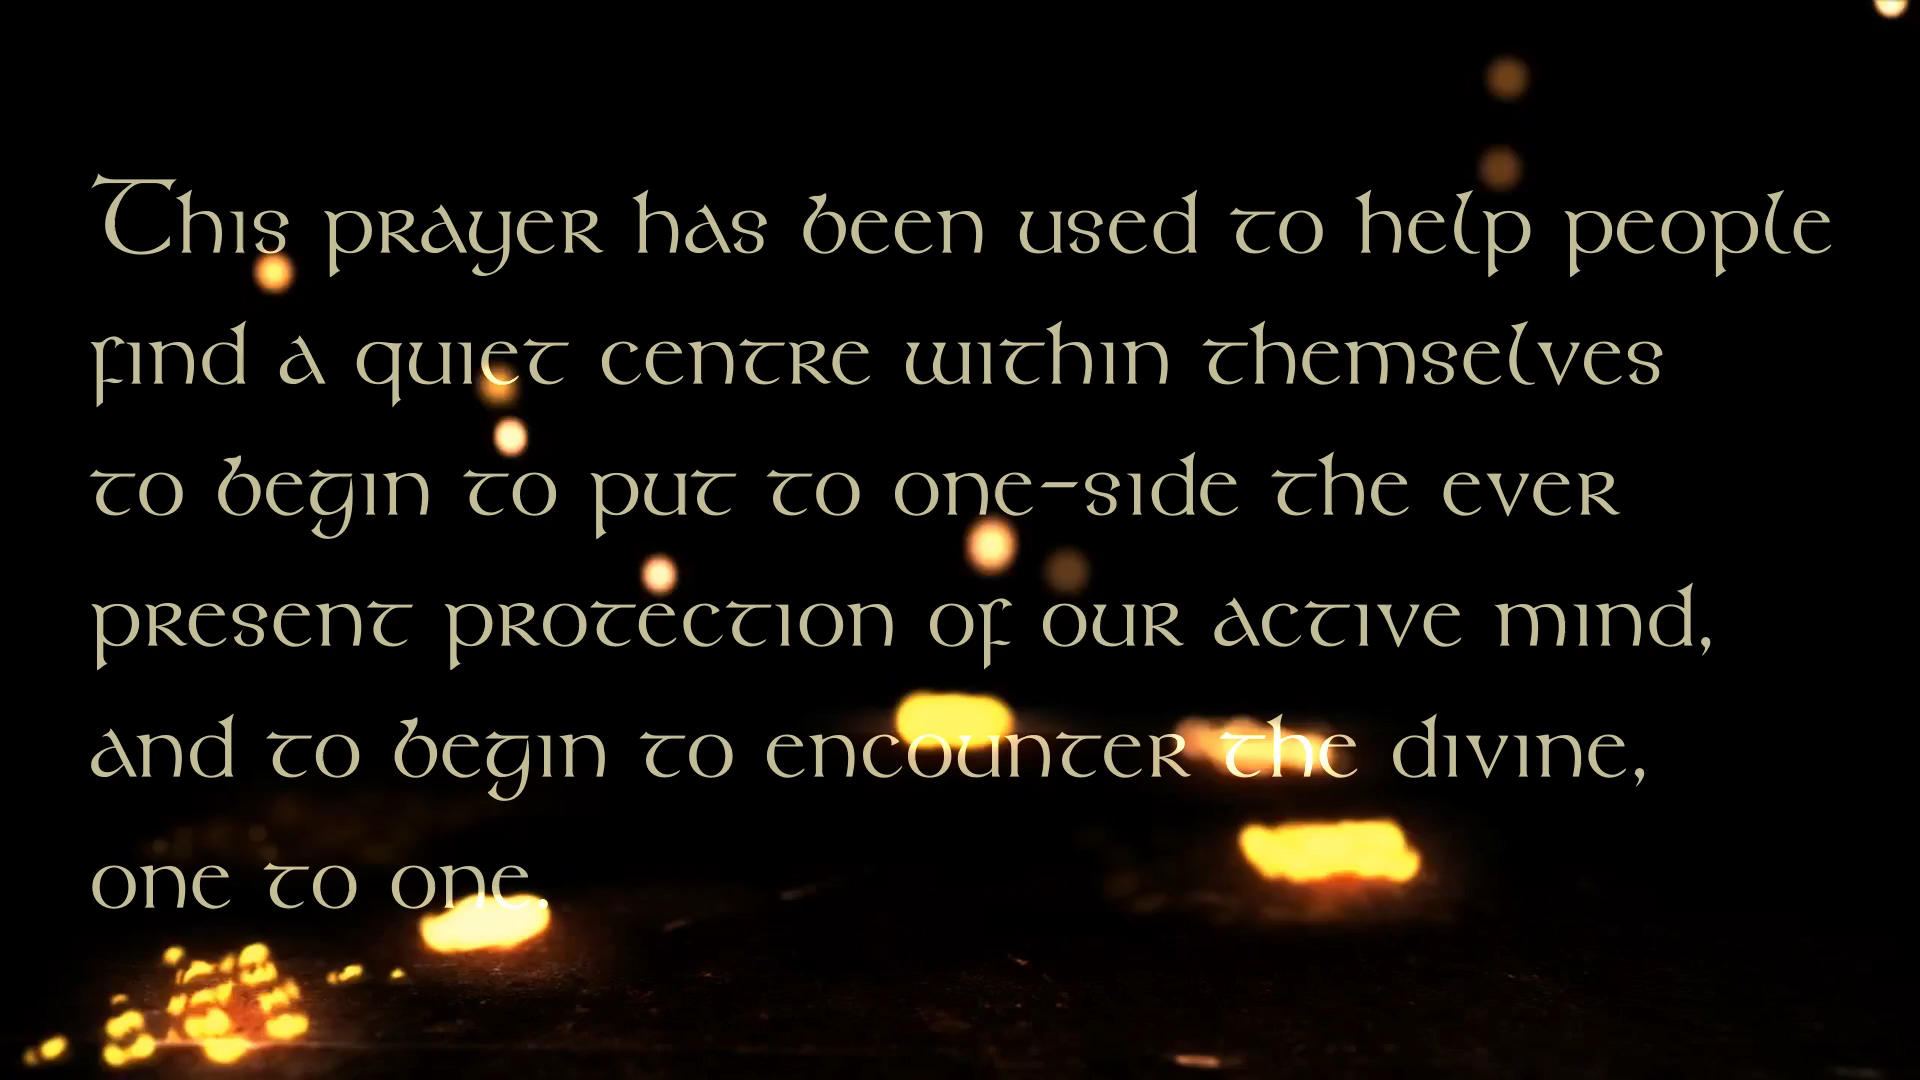 This prayer has been used to help people
find a quiet centre within themselves
to begin to put to one-side the ever
present protection of our active mind,
and to begin to encounter the divine,
one to one.